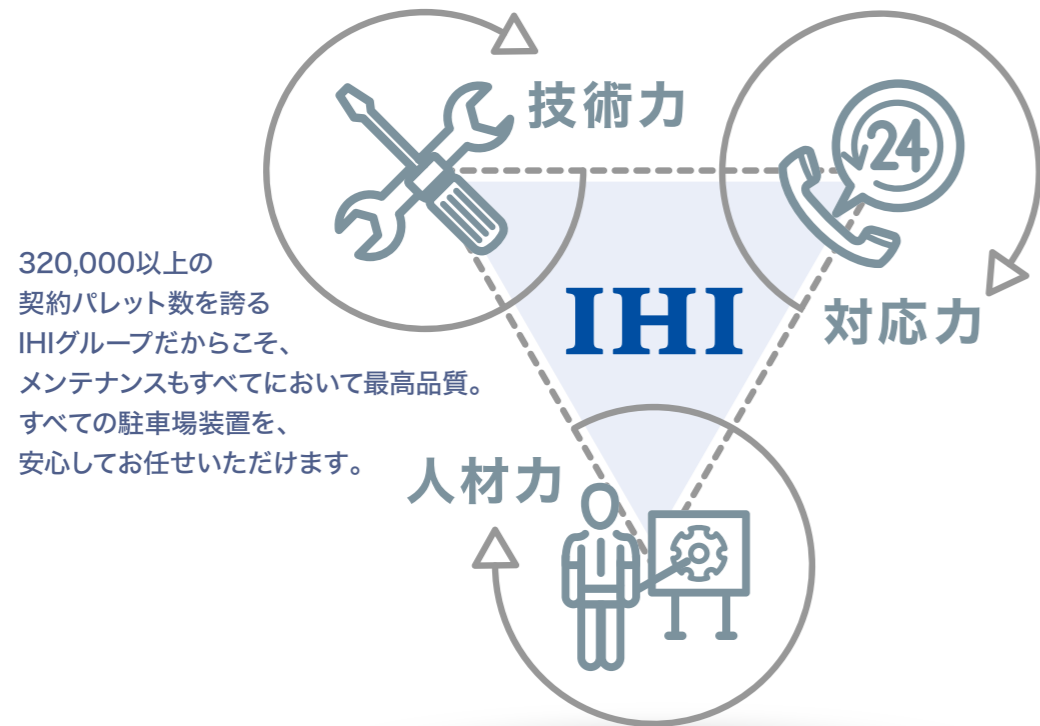 技術力
24
320,000以上の
契約パレット数を誇る
IHIグループだからこそ、
メンテナンスもすべてにおいて最高品質。
すべての駐車場装置を、
安心してお任せいただけます。
IHI
対応力
人材力